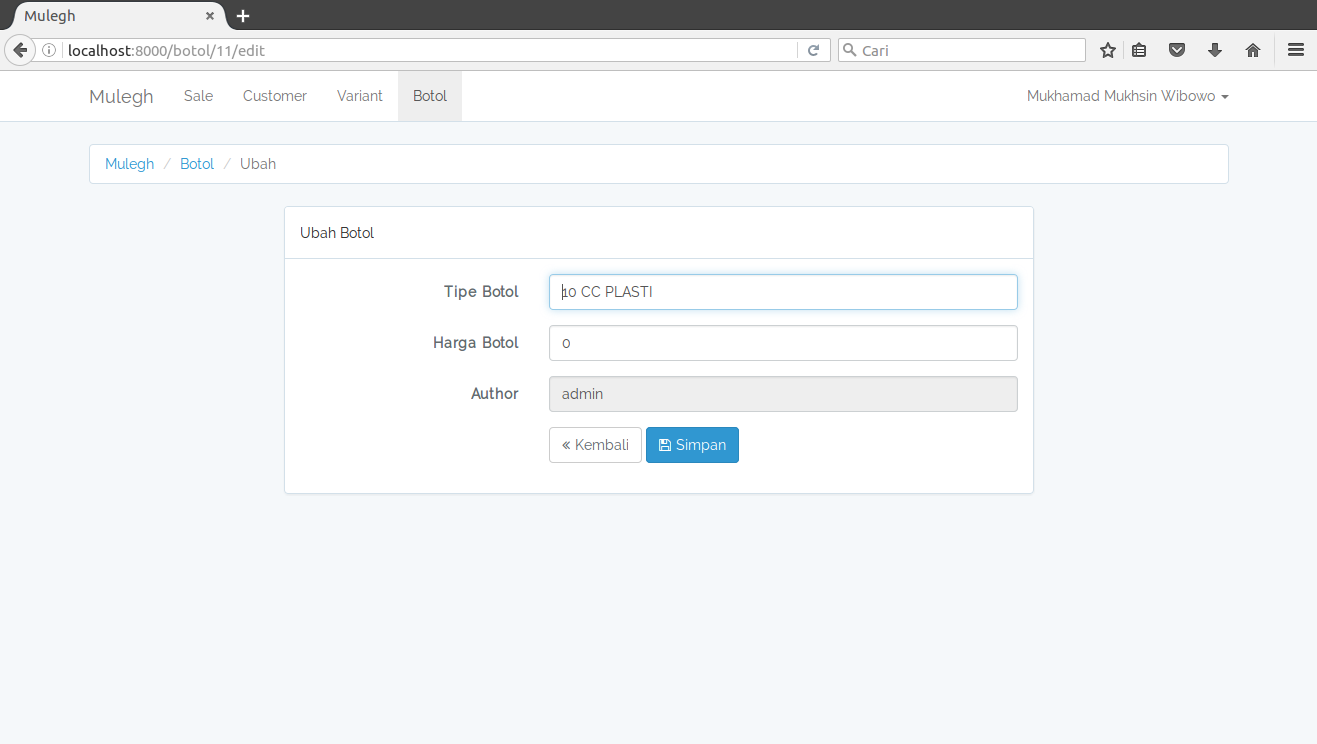 Mulegh
localhost:8000/botol/11/edit
Cari
Mulegh Sale Customer Variant Botol Mukhamad Mukhsin Wibowo
Mulegh / Botol / Ubah
Ubah Botol
Tipe Botol 10 CC PLASTI
Harga Botol 0
Author admin
« Kembali Simpan